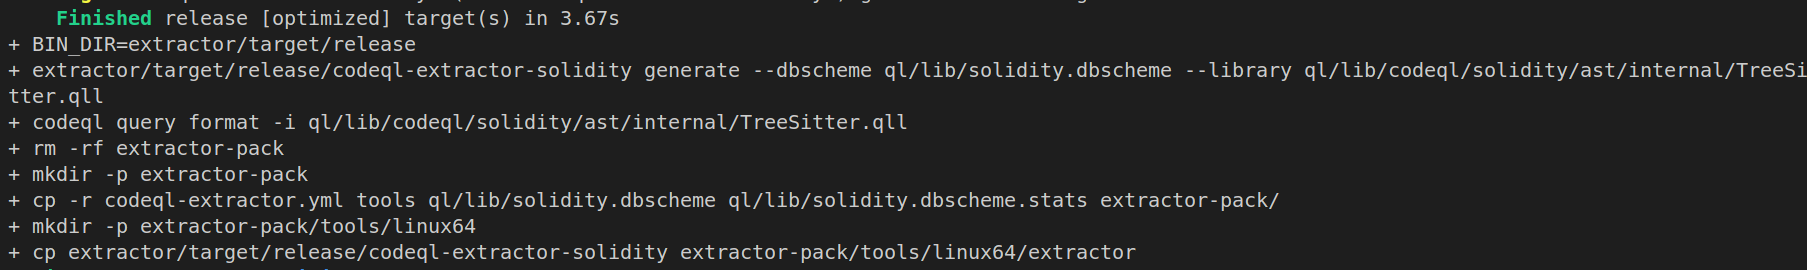 Finished release [optimized] target(s) in 3.67s
+ BIN_DIR=extractor/target/release
+ extractor/target/release/codeql-extractor-solidity generate --dbscheme ql/lib/solidity.dbscheme --library ql/lib/codeql/solidity/ast/internal/TreeSi
tter.qll
+ codeql query format -i ql/lib/codeql/solidity/ast/internal/TreeSitter.qll
+ rm -rf extractor-pack
+ mkdir -p extractor-pack
+ cp -r codeql-extractor.yml tools ql/lib/solidity.dbscheme ql/lib/solidity.dbscheme.stats extractor-pack/
+ mkdir -p extractor-pack/tools/linux64
+ cp extractor/target/release/codeql-extractor-solidity extractor-pack/tools/linux64/extractor